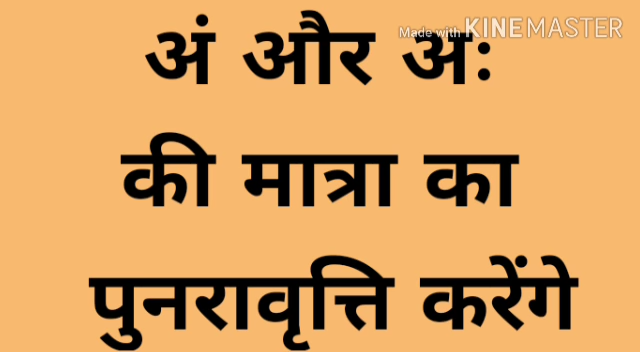 Made with KINEMASTER
अं और अः
की मात्रा का
पुनरावृत्ति करेंगे